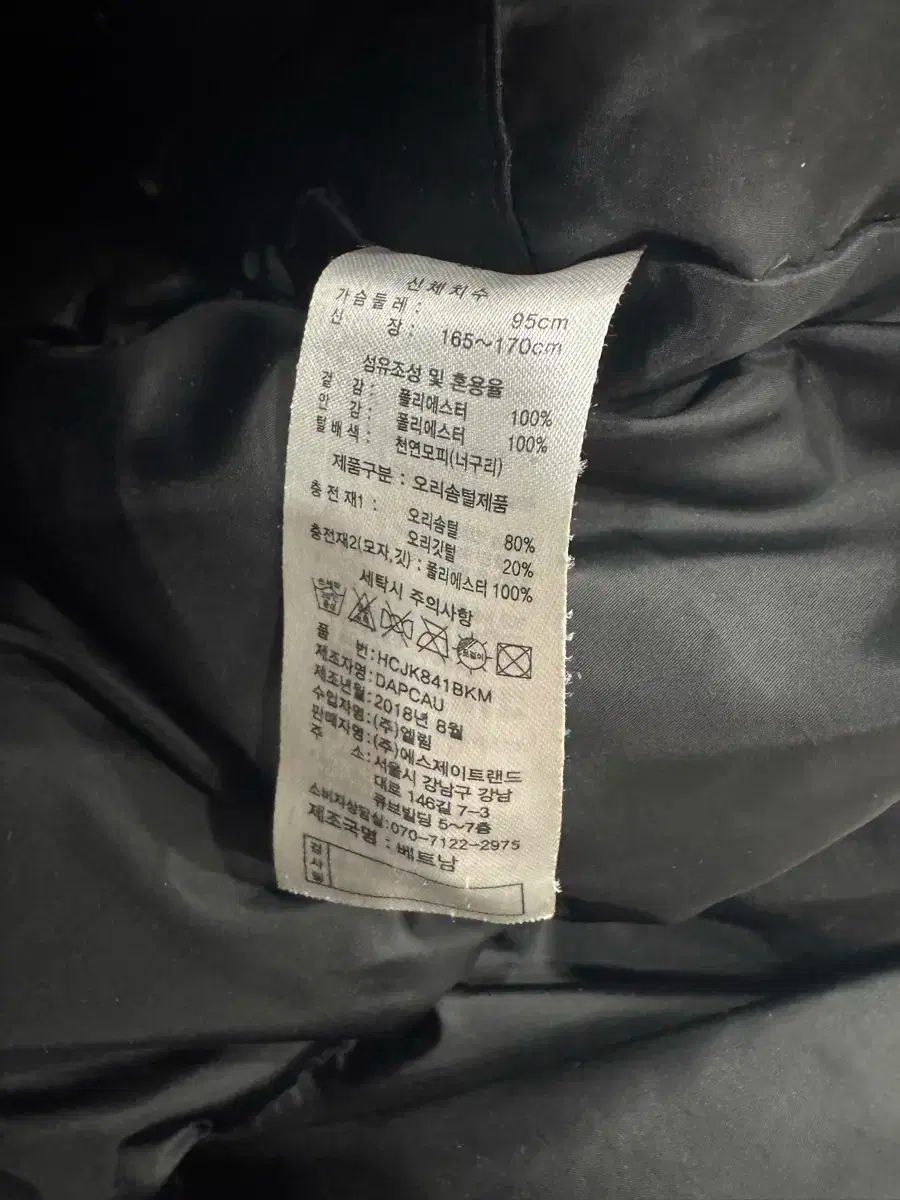 신체치수
가슴둘레 : 95cm
신 장 : 165~170cm
섬유조성 및 혼용율
겉 감 : 폴리에스터 100%
안 감 : 폴리에스터 100%
털배색 : 천연모피(너구리)
제품구분 : 오리솜털제품
충 전 재1 : 오리솜털 80%
오리깃털 20%
충전재2(모자,깃) : 폴리에스터 100%
세탁시 주의사항
품 번:HCJK841BKM
제조자명:DAPCAU
제조년월:2018년 8월
수입자명:(주)엘림
판매자명:(주)에스제이트랜드
주 소:서울시 강남구 강남
대로 146길 7-3
큐브빌딩 5~7층
소비자상담실:070-7122-2975
제조국명 : 베트남